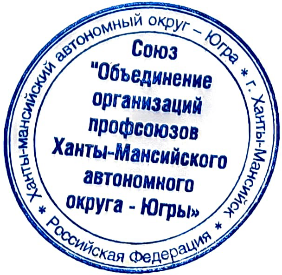 Ханты-Мансийский автономный округ – Югра * г. Ханты-Мансийск * Российская Федерация *
Союз
"Объединение
организаций
профсоюзов
Ханты-Мансийского
автономного
округа - Югры»